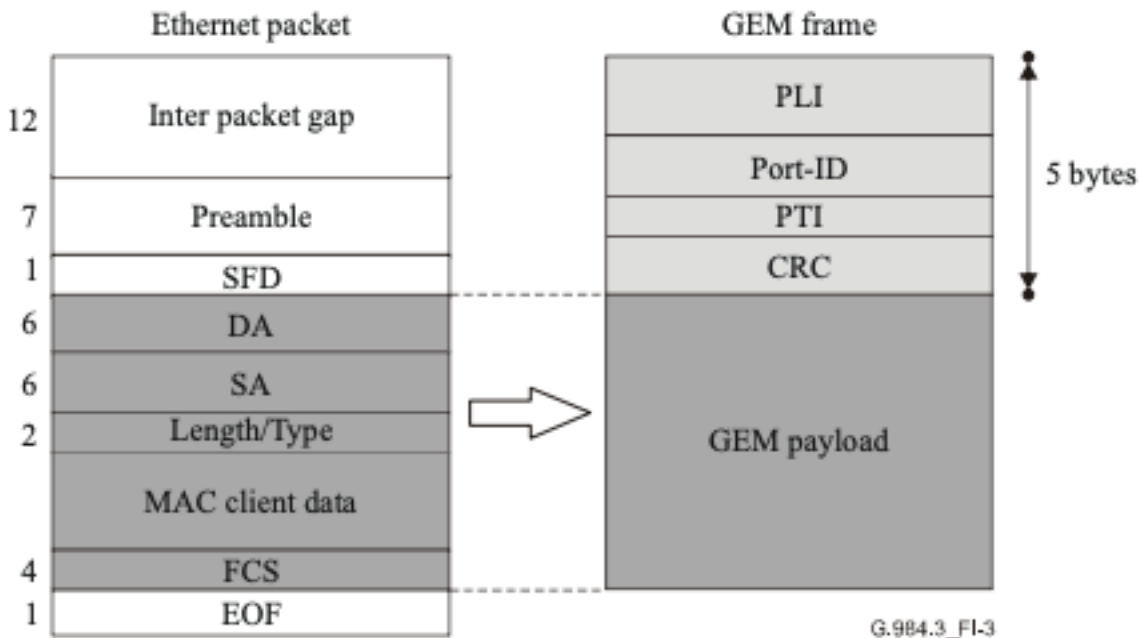 Ethernet packet
GEM frame
12
Inter packet gap
7
Preamble
1
SFD
6
DA
6
SA
2
Length/Type
MAC client data
4
FCS
1
EOF
PLI
Port-ID
PTI
CRC
5 bytes
GEM payload
G.984.3_FI-3